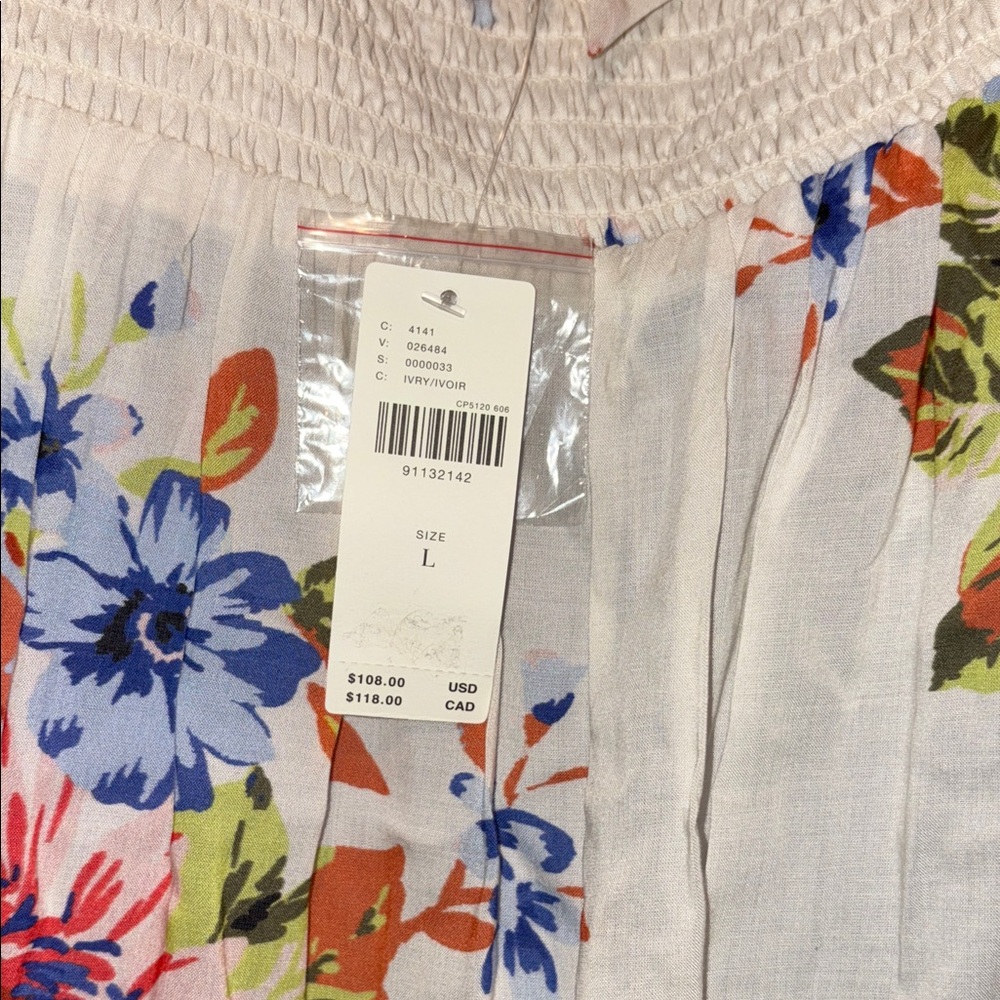 C: 4141
V: 026484
S: 0000033
C: IVRY/IVOIR
CP5120 606
91132142
SIZE
L
$108.00 USD
$118.00 CAD